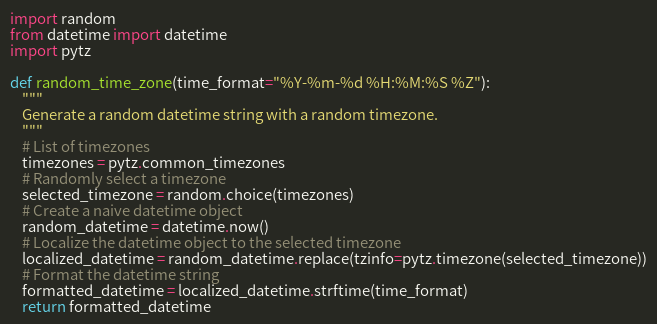 import random
from datetime import datetime
import pytz

def random_time_zone(time_format="%Y-%m-%d %H:%M:%S %Z"):
    """
    Generate a random datetime string with a random timezone.
    """
    # List of timezones
    timezones = pytz.common_timezones
    # Randomly select a timezone
    selected_timezone = random.choice(timezones)
    # Create a naive datetime object
    random_datetime = datetime.now()
    # Localize the datetime object to the selected timezone
    localized_datetime = random_datetime.replace(tzinfo=pytz.timezone(selected_timezone))
    # Format the datetime string
    formatted_datetime = localized_datetime.strftime(time_format)
    return formatted_datetime